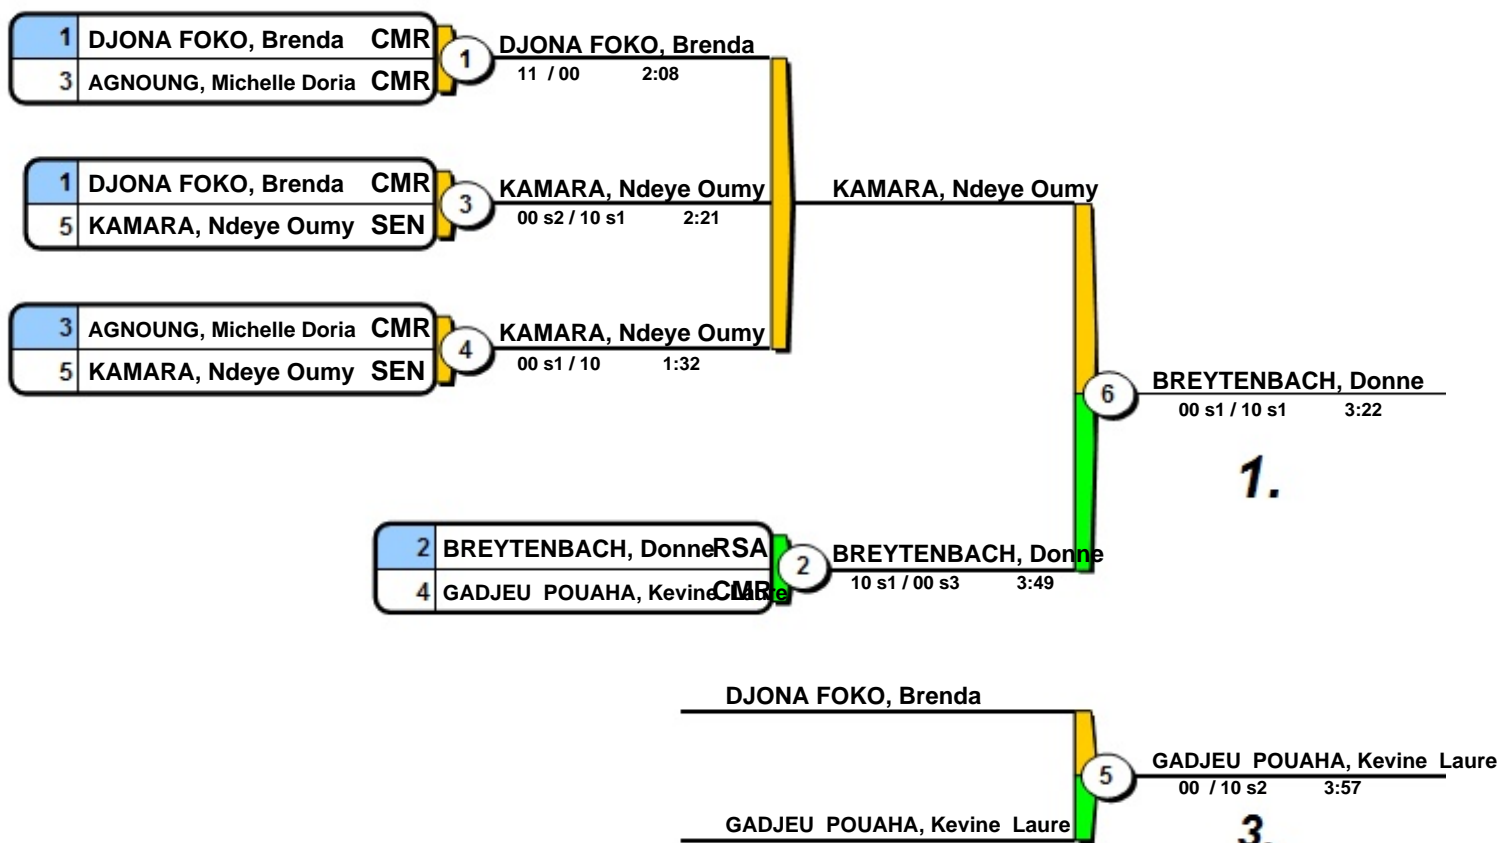 1 DJONA FOKO, Brenda CMR
3 AGNOUNG, Michelle Doria CMR
1
DJONA FOKO, Brenda
11 / 00 2:08
1 DJONA FOKO, Brenda CMR
5 KAMARA, Ndeye Oumy SEN
3
KAMARA, Ndeye Oumy
00 s2 / 10 s1 2:21
KAMARA, Ndeye Oumy
3 AGNOUNG, Michelle Doria CMR
5 KAMARA, Ndeye Oumy SEN
4
KAMARA, Ndeye Oumy
00 s1 / 10 1:32
6
BREYTENBACH, Donne
00 s1 / 10 s1 3:22
1.
2 BREYTENBACH, Donne RSA
4 GADJEU POUAHA, Kevine Laure CMR
2
BREYTENBACH, Donne
10 s1 / 00 s3 3:49
DJONA FOKO, Brenda
GADJEU POUAHA, Kevine Laure
5
GADJEU POUAHA, Kevine Laure
00 / 10 s2 3:57
3.